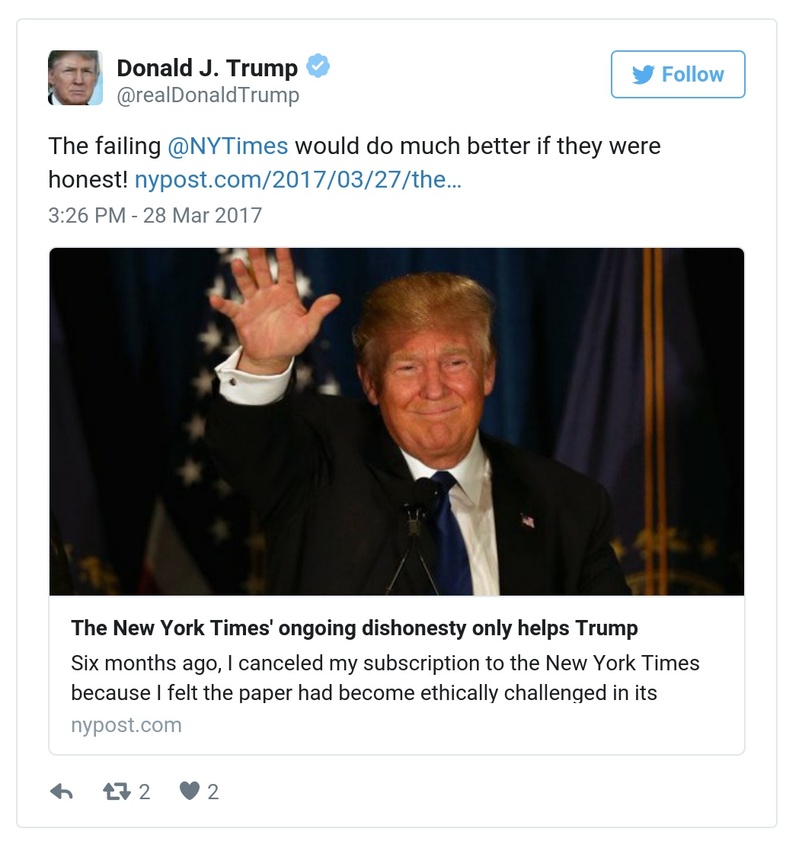 Donald J. Trump
@realDonaldTrump
Follow
The failing @NYTimes would do much better if they were
honest! nypost.com/2017/03/27/the…
3:26 PM - 28 Mar 2017
The New York Times' ongoing dishonesty only helps Trump
Six months ago, I canceled my subscription to the New York Times
because I felt the paper had become ethically challenged in its
nypost.com
2 2